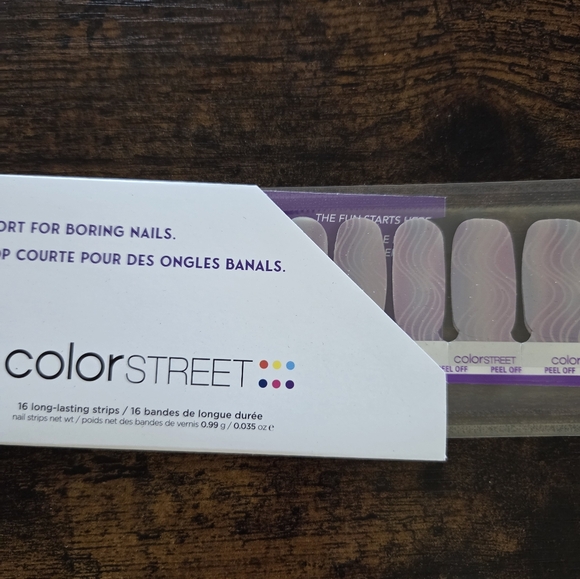 ORT FOR BORING NAILS.
OP COURTE POUR DES ONGLES BANALS.
colorSTREET
16 long-lasting strips / 16 bandes de longue durée
nail strips net wt / poids net des bandes de vernis 0.99 g / 0.035 oz e
THE FUN STARTS HERE
colorSTREET
color
PEEL OFF
PEEL OFF
PEEL OFF